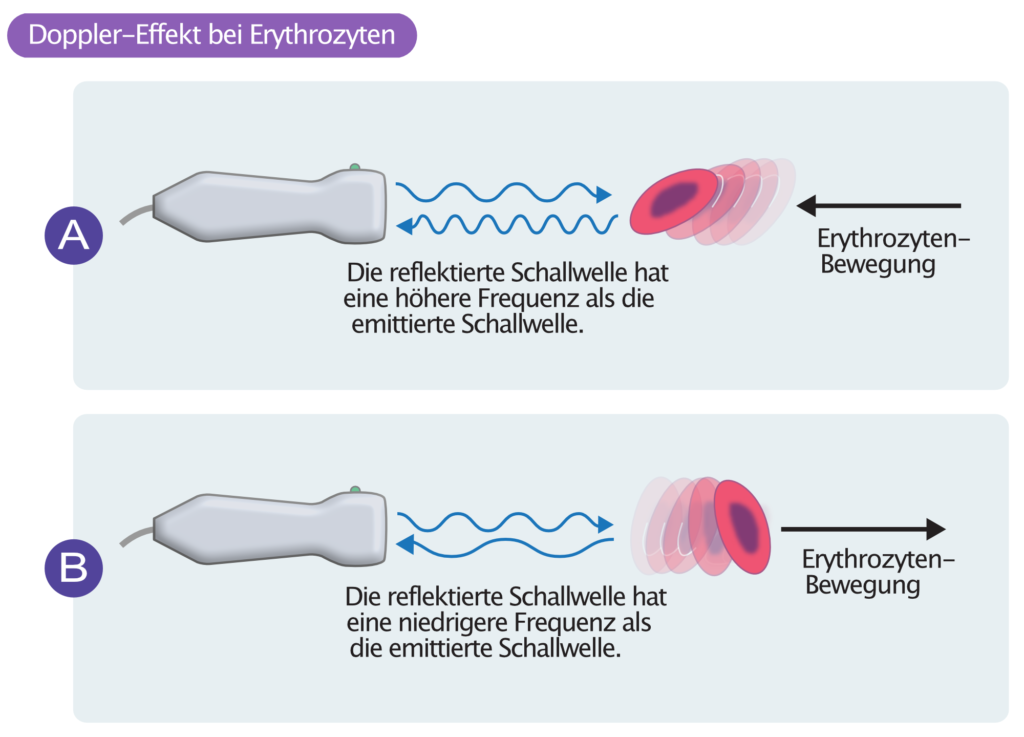 Doppler-Effekt bei Erythrozyten
A
Die reflektierte Schallwelle hat
eine höhere Frequenz als die
emittierte Schallwelle.
Erythrozyten-
Bewegung
B
Die reflektierte Schallwelle hat
eine niedrigere Frequenz als
die emittierte Schallwelle.
Erythrozyten-
Bewegung